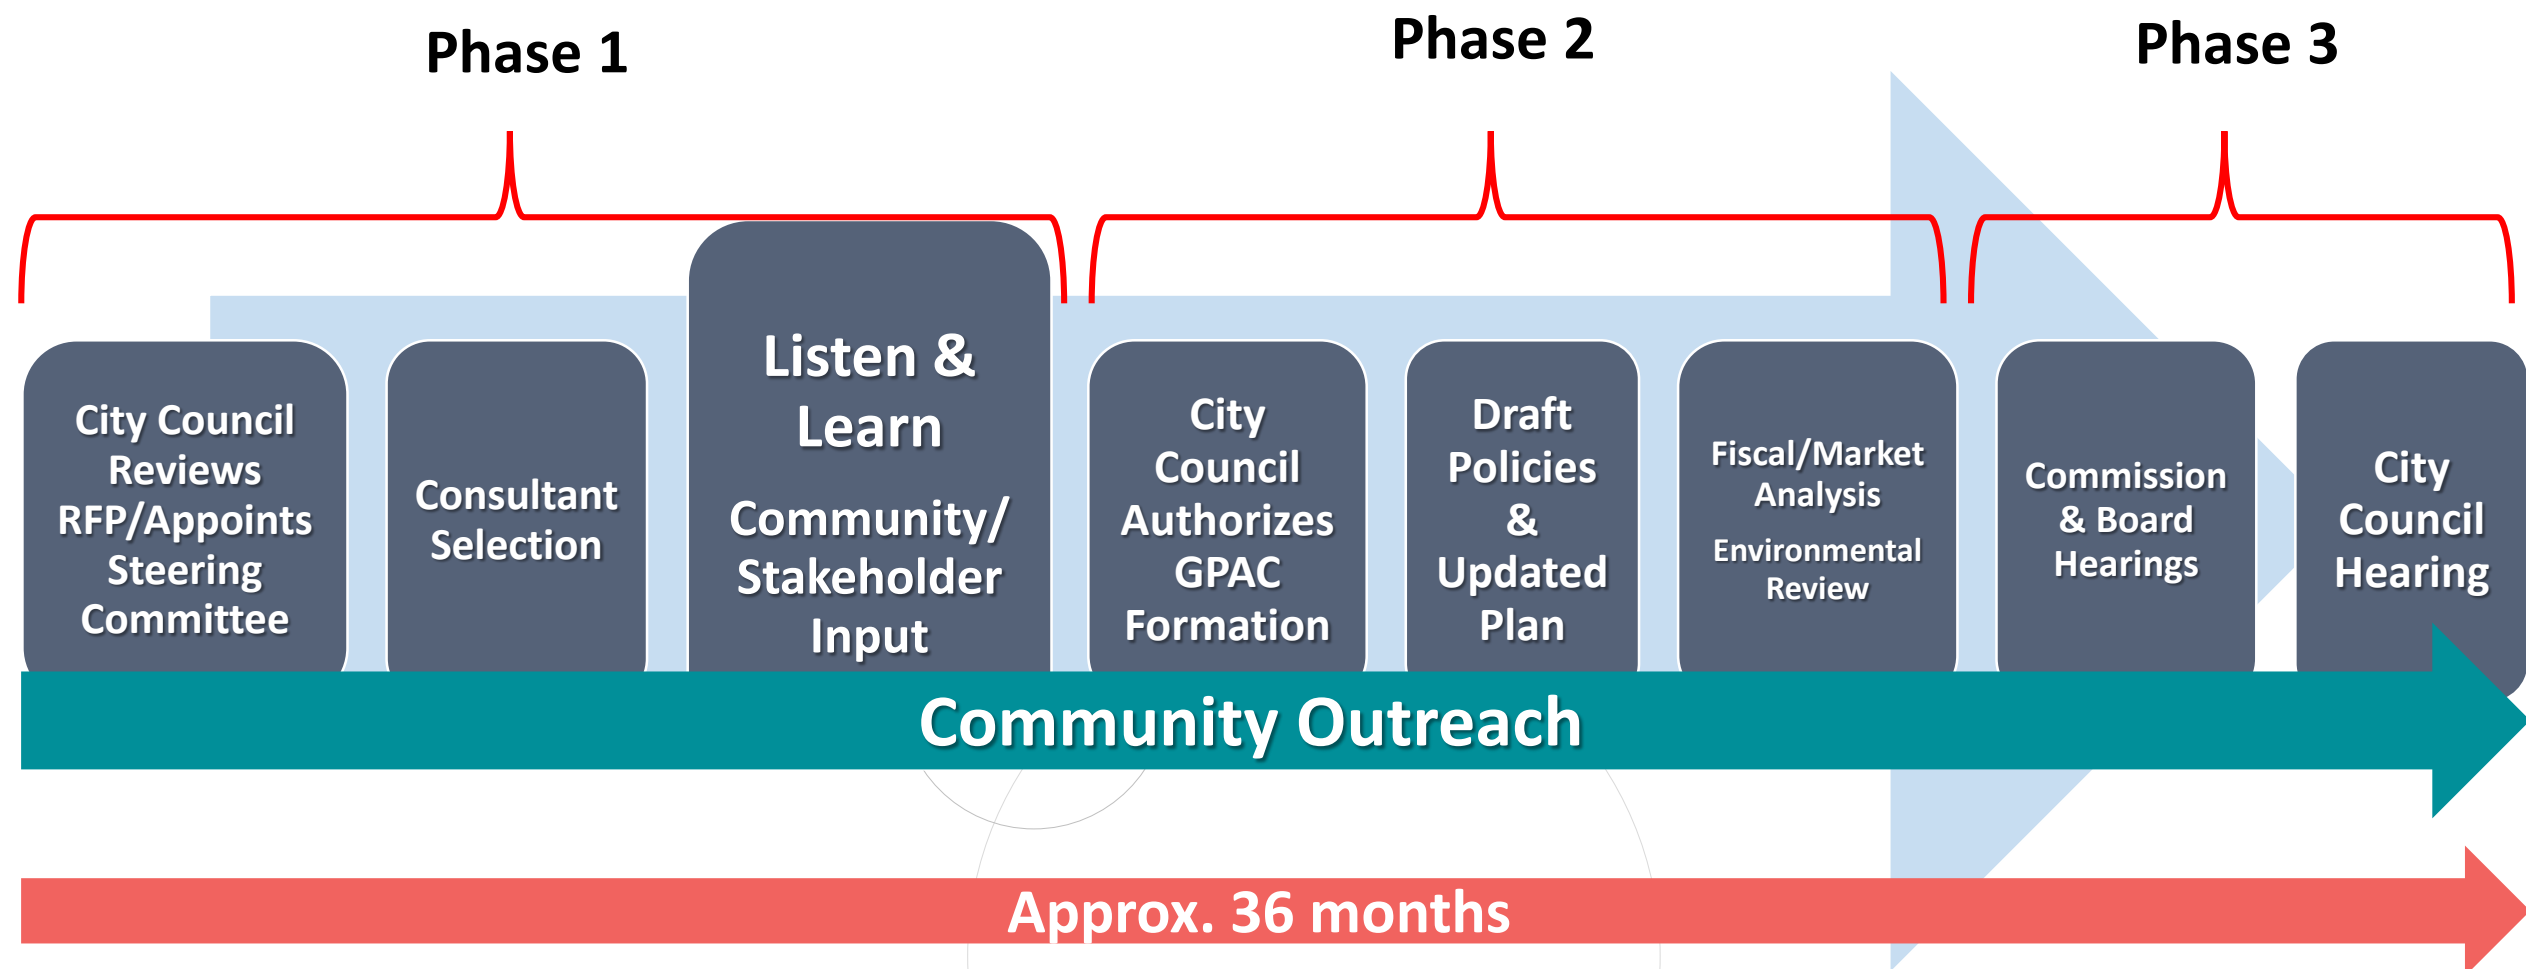 Phase 1
Phase 2
Phase 3
City Council
Reviews
RFP/Appoints
Steering
Committee
Consultant
Selection
Listen &
Learn
Community/
Stakeholder
Input
City
Council
Authorizes
GPAC
Formation
Draft
Policies
&
Updated
Plan
Fiscal/Market
Analysis
Environmental
Review
Commission
& Board
Hearings
City
Council
Hearing
Community Outreach
Approx. 36 months